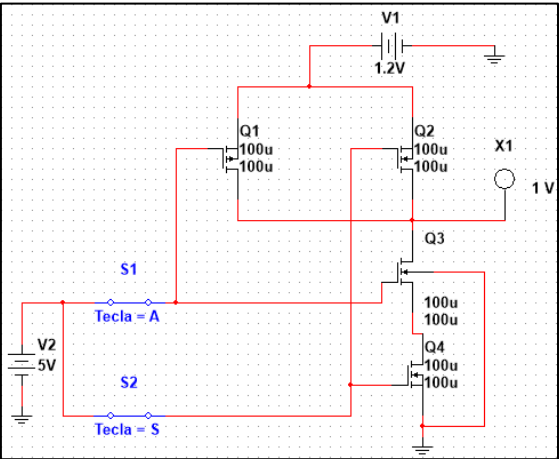 V1
1.2V
Q1
100u
100u
Q2
100u
100u
X1
1 V
Q3
100u
100u
S1
Tecla = A
V2
5V
Q4
100u
100u
S2
Tecla = S